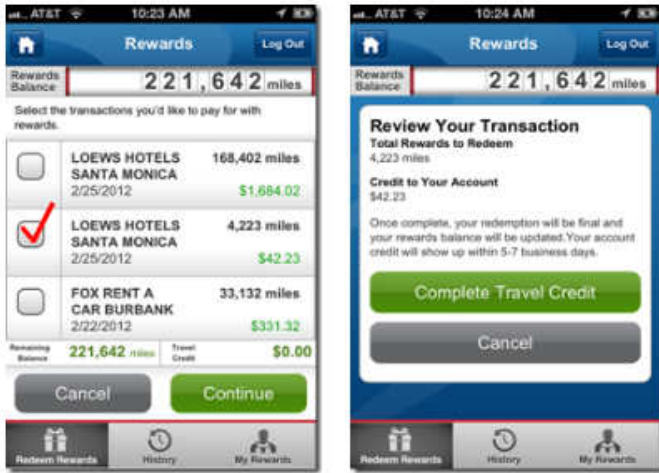 AT&T 10:23 AM
Rewards
Log Out
Rewards Balance 221,642 miles
Select the transactions you'd like to pay for with
rewards.
LOEWS HOTELS 168,402 miles
SANTA MONICA
2/25/2012 $1,684.02
LOEWS HOTELS 4,223 miles
SANTA MONICA
2/25/2012 $42.23
FOX RENT A 33,132 miles
CAR BURBANK
2/22/2012 $331.32
Remaining Balance 221,642 miles Travel Credit $0.00
Cancel Continue
Redeem Rewards History My Rewards
AT&T 10:24 AM
Rewards
Log Out
Rewards Balance 221,642 miles
Review Your Transaction
Total Rewards to Redeem
4,223 miles
Credit to Your Account
$42.23
Once complete, your redemption will be final and
your rewards balance will be updated.Your account
credit will show up within 5-7 business days.
Complete Travel Credit
Cancel
Redeem Rewards History My Rewards